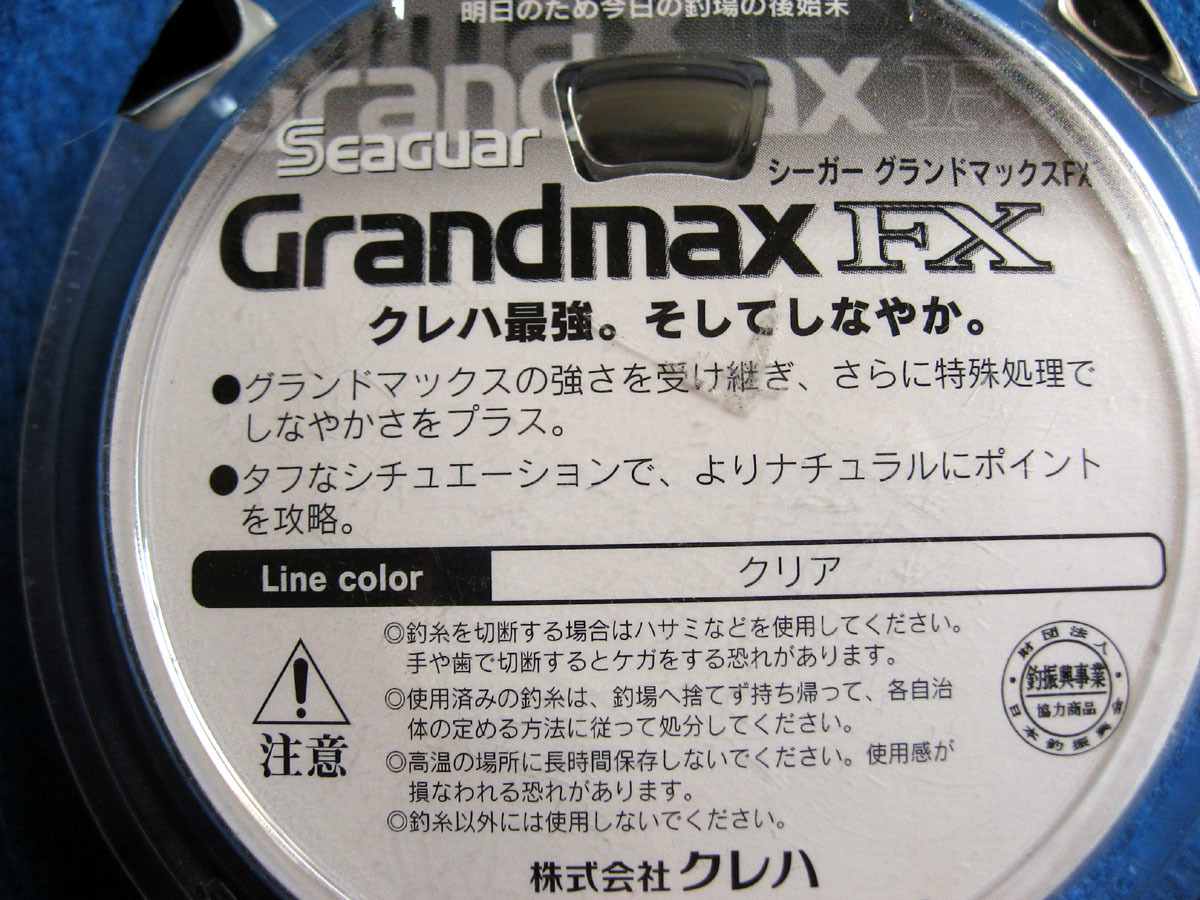 明日のため今日の釣場の後始末
Grandmax F
Seaguar
シーガー グランドマックスFX
Grandmax FX
クレハ最強。そしてしなやか。
●グランドマックスの強さを受け継ぎ、さらに特殊処理で
しなやかさをプラス。
●タフなシチュエーションで、よりナチュラルにポイント
を攻略。
Line color クリア
◎釣糸を切断する場合はハサミなどを使用してください。
手や歯で切断するとケガをする恐れがあります。
◎使用済みの釣糸は、釣場へ捨てず持ち帰って、各自治
体の定める方法に従って処分してください。
◎高温の場所に長時間保存しないでください。使用感が
損なわれる恐れがあります。
◎釣糸以外には使用しないでください。
注意
財団法人
釣振興事業
協力商品
日本釣振興会
株式会社クレハ